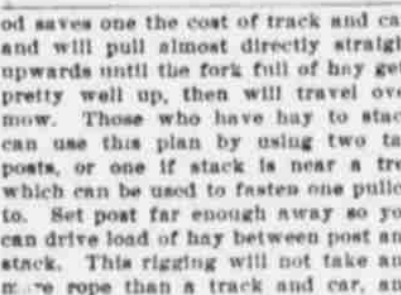 od saves one the cost of track and ca
and will pull almost directly straigh
upwards until the fork full of hay get
pretty well up, then will travel ove
mow. Those who have hay to stac
can use this plan by using two ta
posts, or one if stack is near a tre
which can be used to fasten one pulle
to. Set post far enough away so yo
can drive load of hay between post an
stack. This rigging will not take an
rope than a track and car, an